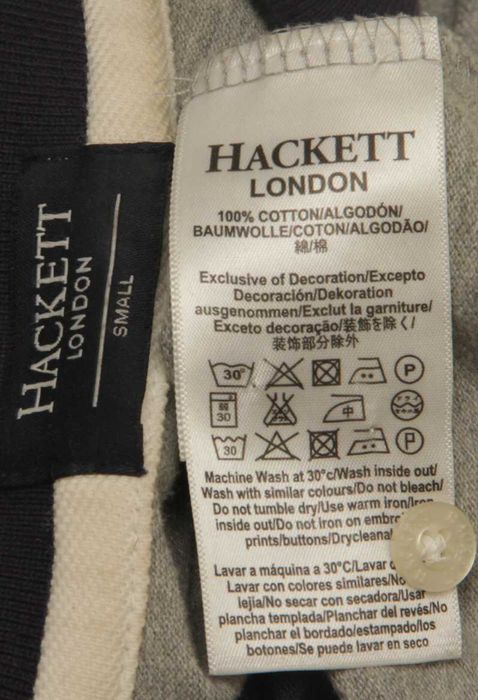 HACKETT
LONDON
SMALL
HACKETT
LONDON
100% COTTON/ALGODÓN/
BAUMWOLLE/COTON/ALGODÃO/
綿/棉
Exclusive of Decoration/Excepto
Decoración/Dekoration
ausgenommen/Exclut la garniture/
Exceto decoração/装飾を除く/
装饰部分除外
30° P
弱 30 中
30 P
Machine Wash at 30°c/Wash inside out/
Wash with similar colours/Do not bleach/
Do not tumble dry/Use warm iron/Iron
inside out/Do not Iron on
prints/buttons/
Lavar a máquina a 30°C/Lavar
Lavar con colores similares/No
lejía/No secar con secadora/Usar
plancha templada/Planchar del revés/No
planchar el bordado/estampado/los
botones/Se puede lavar en seco